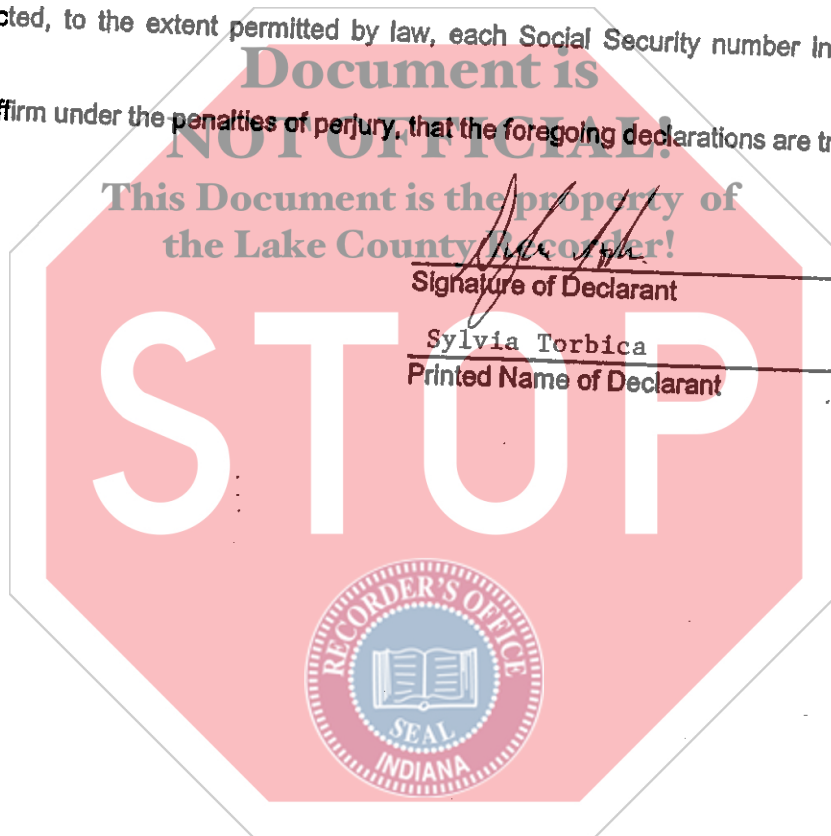 cted, to the extent permitted by law, each Social Security number in
Document is
ffirm under the penalties of perjury, that the foregoing declarations are tr
NOT OFFICIAL!
This Document is the property of
the Lake County Recorder!
Signature of Declarant
Sylvia Torbica
Printed Name of Declarant
STOP
RECORDER'S OFFICE
SEAL
INDIANA